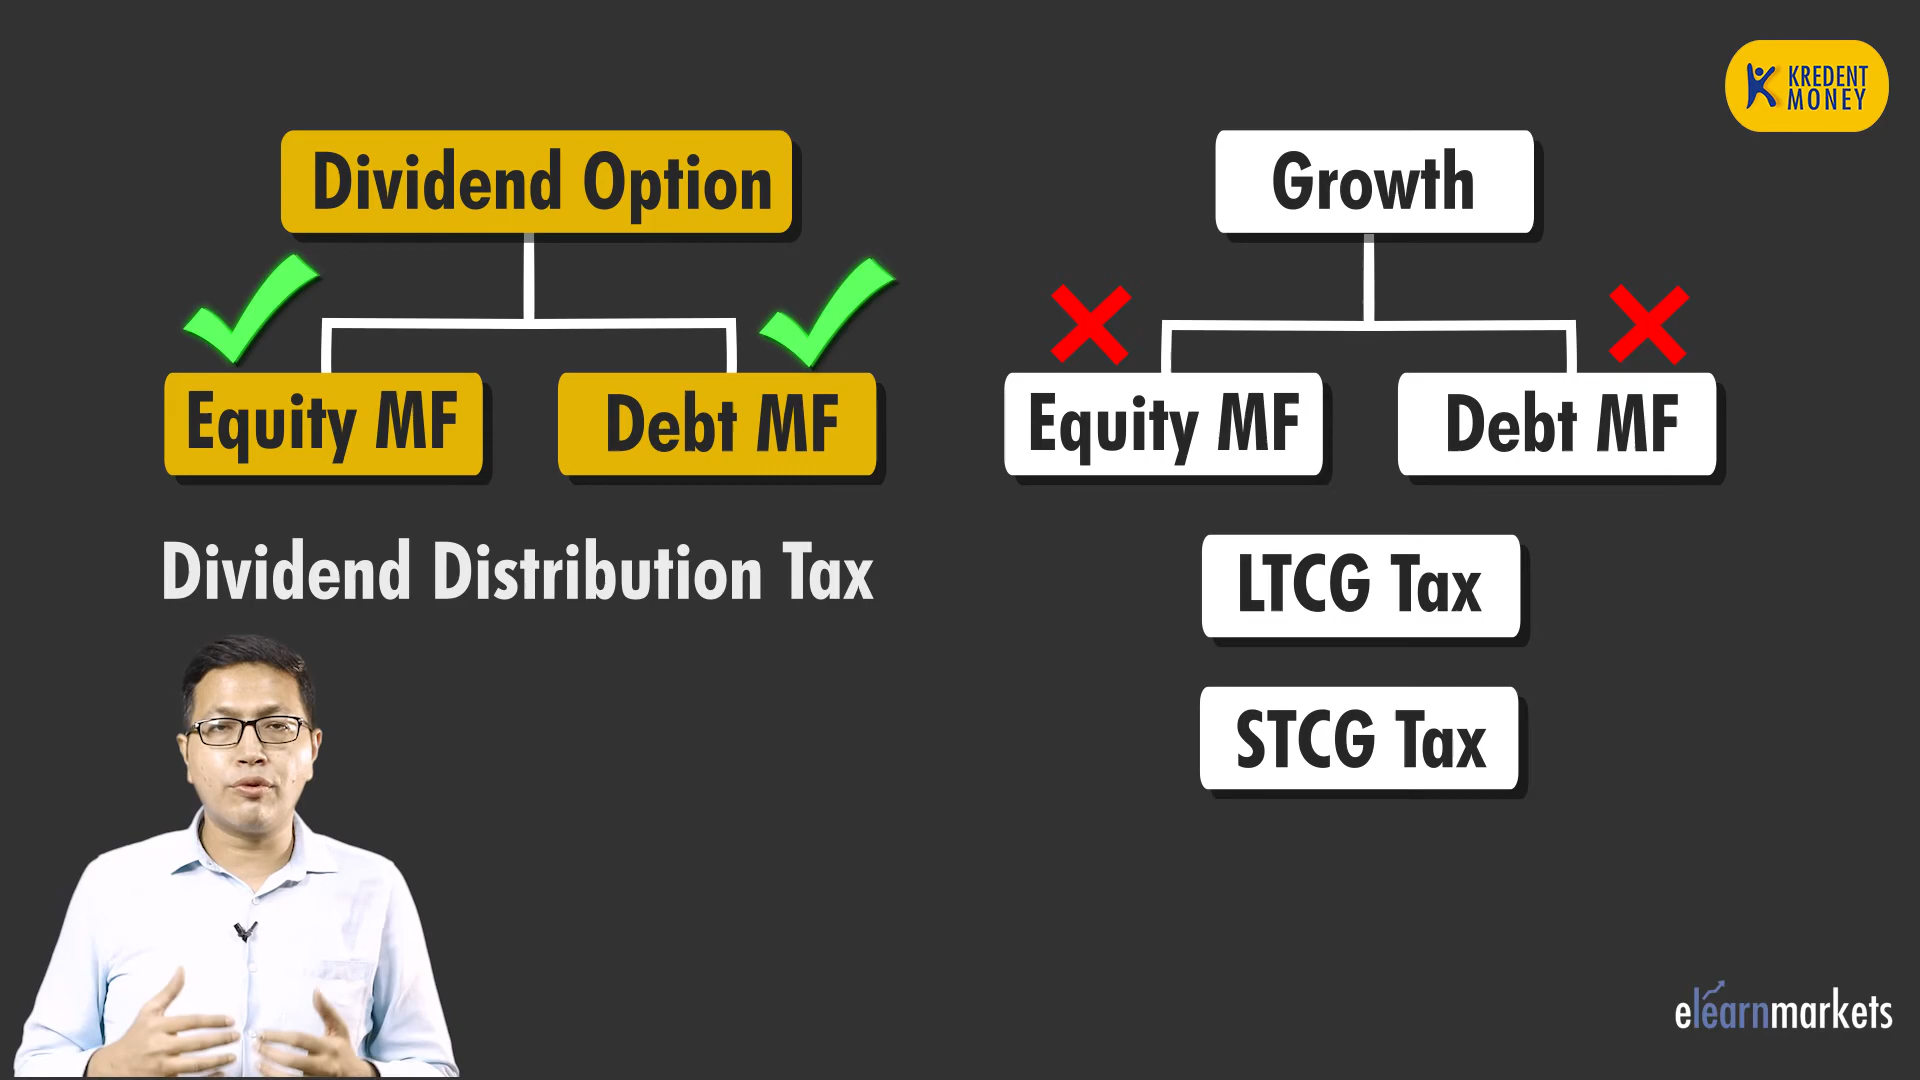 KREDENT
MONEY
Dividend Option
Growth
Equity MF
Debt MF
Equity MF
Debt MF
Dividend Distribution Tax
LTCG Tax
STCG Tax
elearnmarkets